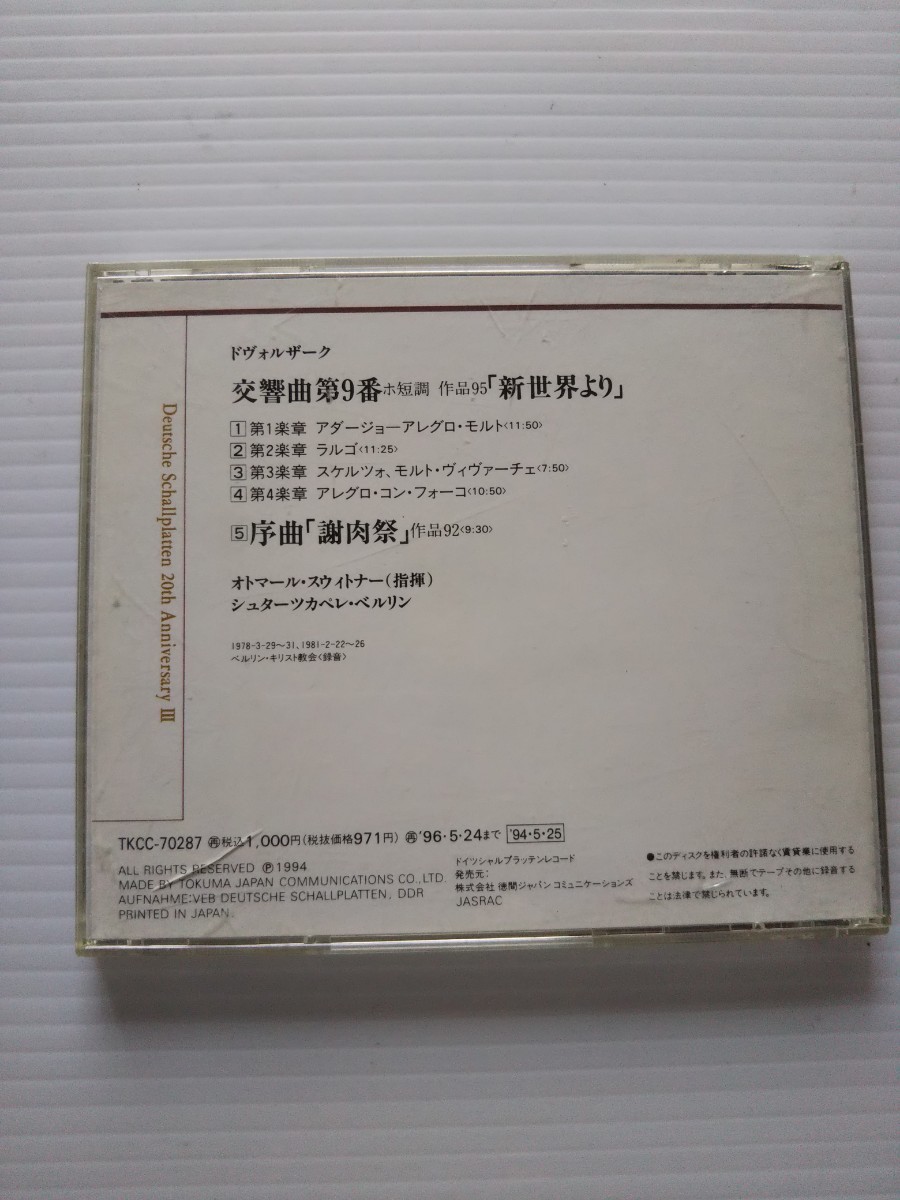 ドヴォルザーク
交響曲第9番ホ短調 作品95「新世界より」
1 第1楽章 アダージョーアレグロ・モルト〈11:50〉
2 第2楽章 ラルゴ〈11:25〉
3 第3楽章 スケルツォ、モルト・ヴィヴァーチェ〈7:50〉
4 第4楽章 アレグロ・コン・フォーコ〈10:50〉
5 序曲「謝肉祭」作品92〈9:30〉
オトマール・スウィトナー(指揮)
シュターツカペレ・ベルリン
1978-3-29〜31、1981-2-22〜26
ベルリン・キリスト教会〈録音〉
Deutsche Schallplatten 20th Anniversary III
TKCC-70287 ㊢税込1,000円(税抜価格971円) ㊢'96・5・24まで '94・5・25
ALL RIGHTS RESERVED Ⓟ1994
MADE BY TOKUMA JAPAN COMMUNICATIONS CO., LTD.
AUFNAHME:VEB DEUTSCHE SCHALLPLATTEN, DDR
PRINTED IN JAPAN.
ドイツシャルプラッテンレコード
発売元:
株式会社 徳間ジャパン コミュニケーションズ
JASRAC
●このディスクを権利者の許諾なく賃貸業に使用する
ことを禁じます。また、無断でテープその他に録音する
ことは法律で禁じられています。